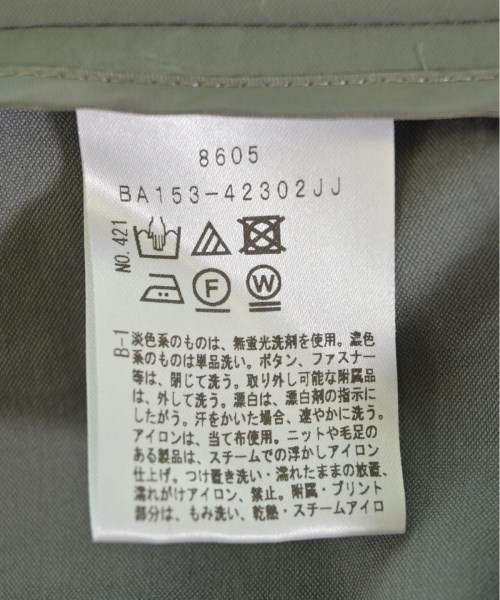 8605
BA153-42302JJ
NO.421
F
W
B-1
淡色系のものは、無蛍光洗剤を使用。濃色
系のものは単品洗い。ボタン、ファスナー
等は、閉じて洗う。取り外し可能な附属品
は、外して洗う。漂白は、漂白剤の指示に
したがう。汗をかいた場合、速やかに洗う。
アイロンは、当て布使用。ニットや毛足の
ある製品は、スチームでの浮かしアイロン
仕上げ。つけ置き洗い・濡れたままの放置、
濡れがけアイロン、禁止。附属・プリント
部分は、もみ洗い、乾熱・スチームアイロ